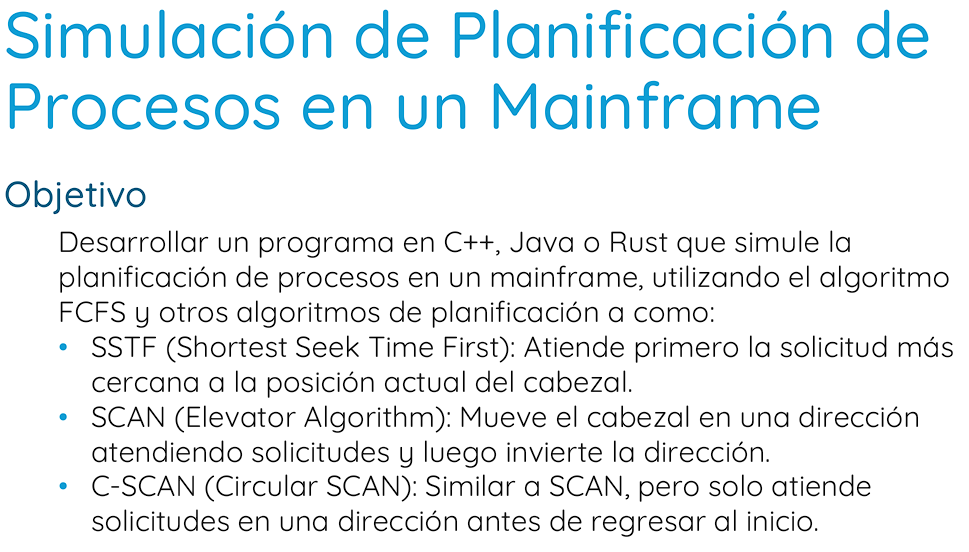 Simulación de Planificación de
Procesos en un Mainframe
Objetivo
Desarrollar un programa en C++, Java o Rust que simule la
planificación de procesos en un mainframe, utilizando el algoritmo
FCFS y otros algoritmos de planificación a como:
• SSTF (Shortest Seek Time First): Atiende primero la solicitud más
cercana a la posición actual del cabezal.
• SCAN (Elevator Algorithm): Mueve el cabezal en una dirección
atendiendo solicitudes y luego invierte la dirección.
• C-SCAN (Circular SCAN): Similar a SCAN, pero solo atiende
solicitudes en una dirección antes de regresar al inicio.